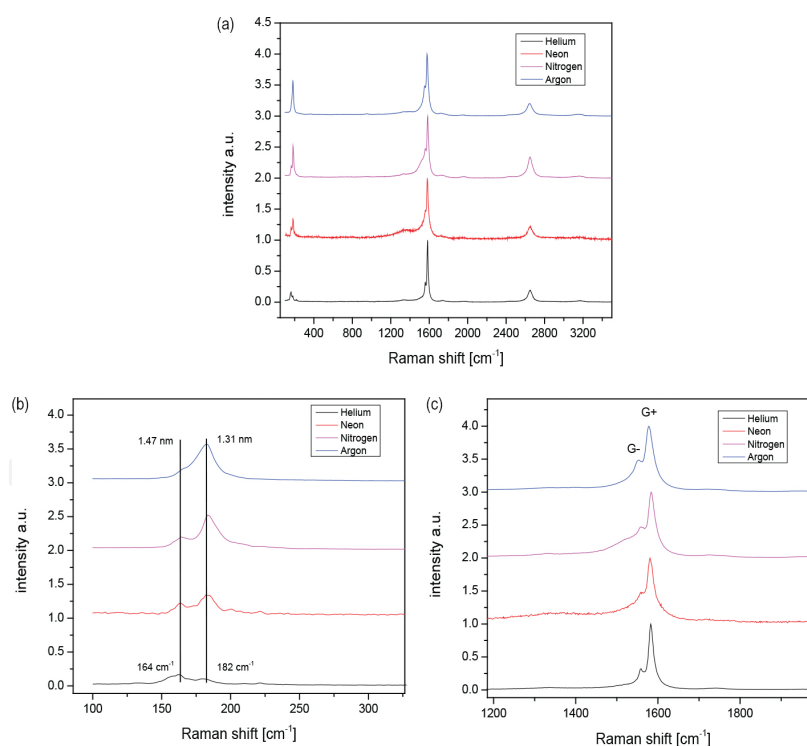 (a)
4.5
4.0
3.5
3.0
2.5
2.0
1.5
1.0
0.5
0.0
intensity a.u.
Helium
Neon
Nitrogen
Argon
400 800 1200 1600 2000 2400 2800 3200
Raman shift [cm-1]
(b)
4.0
3.5
3.0
2.5
2.0
1.5
1.0
0.5
0.0
intensity a.u.
1.47 nm 1.31 nm
Helium
Neon
Nitrogen
Argon
164 cm-1 182 cm-1
100 150 200 250 300
Raman shift [cm-1]
(c)
4.0
3.5
3.0
2.5
2.0
1.5
1.0
0.5
0.0
intensity a.u.
G+
G-
Helium
Neon
Nitrogen
Argon
1200 1400 1600 1800
Raman shift [cm-1]